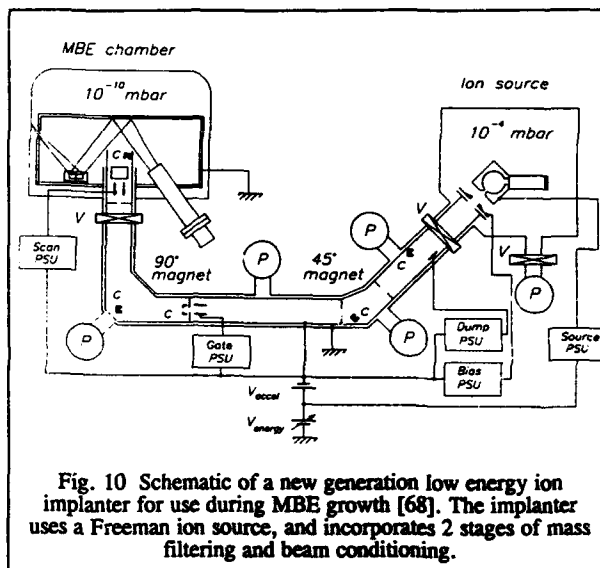 MBE chamber
10⁻¹⁰ mbar
Ion source
10⁻⁴ mbar
C
V
V
Scan
PSU
90°
magnet
P
45°
magnet
P
C
V
P
C
C
P
C
P
Gate
PSU
Dump
PSU
Bias
PSU
Source
PSU
V accel
V energy
Fig. 10 Schematic of a new generation low energy ion
implanter for use during MBE growth [68]. The implanter
uses a Freeman ion source, and incorporates 2 stages of mass
filtering and beam conditioning.